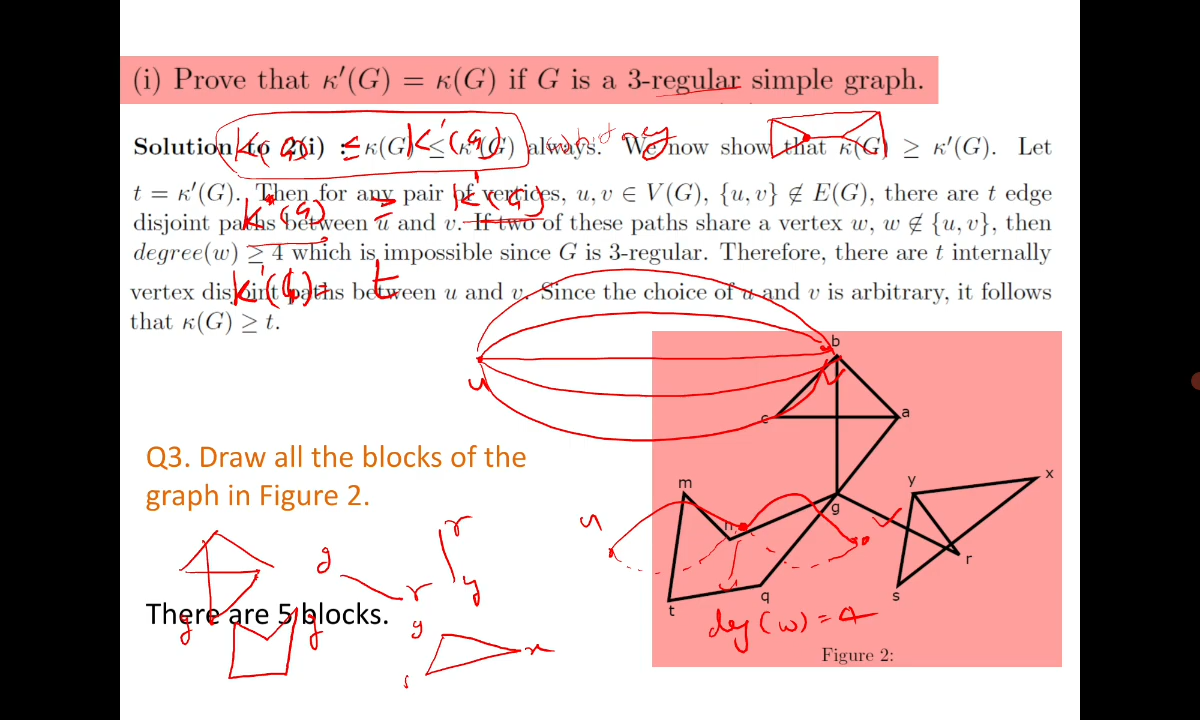 (i) Prove that κ′(G) = κ(G) if G is a 3-regular simple graph.
Solution to 2(i) : κ(G) ≤ κ′(G) always. We now show that κ(G) ≥ κ′(G). Let
t = κ′(G). Then for any pair of vertices, u, v ∈ V(G), {u, v} ∉ E(G), there are t edge
disjoint paths between u and v. If two of these paths share a vertex w, w ∉ {u, v}, then
degree(w) ≥ 4 which is impossible since G is 3-regular. Therefore, there are t internally
vertex disjoint paths between u and v. Since the choice of u and v is arbitrary, it follows
that κ(G) ≥ t.
K(G) ≤ K′(G)
K(G) ≥ K′(G)
K′(G) = t
u
b
c
a
Q3. Draw all the blocks of the
graph in Figure 2.
m
y
x
g
u
n
r
s
q
t
deg(w) = 4
Figure 2:
g
r
r
y
There are 5 blocks.
g
g
y
x
s